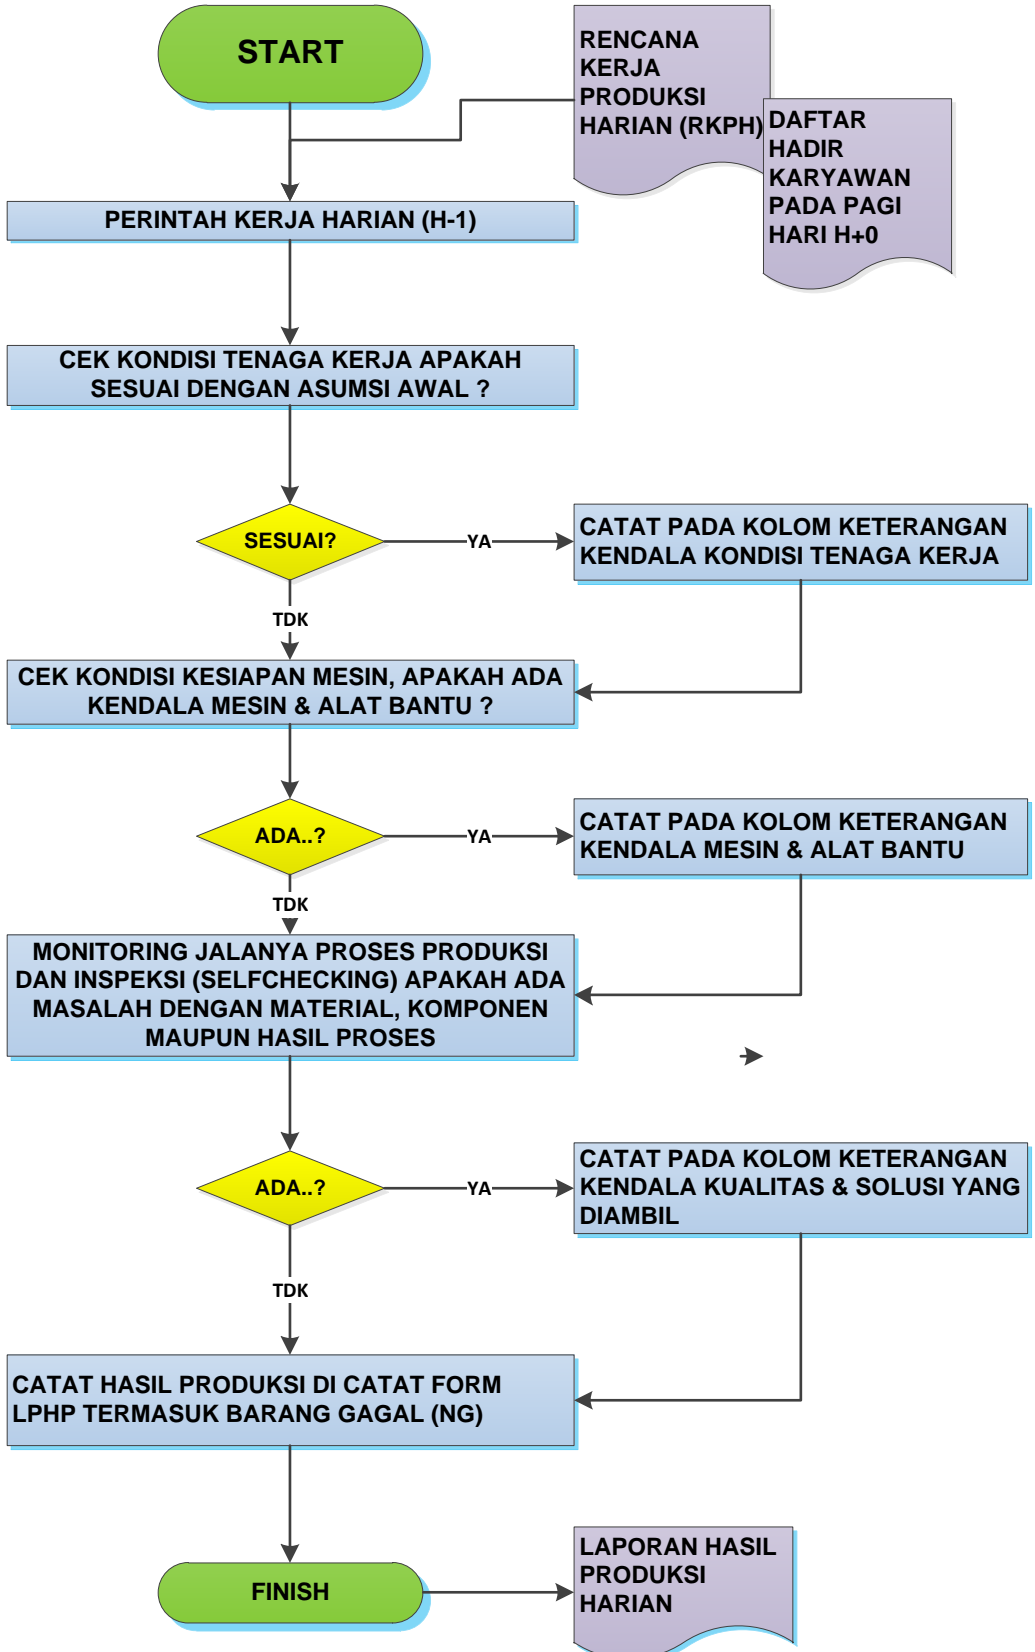 START
RENCANA
KERJA
PRODUKSI
HARIAN (RKPH)
DAFTAR
HADIR
KARYAWAN
PADA PAGI
HARI H+0
PERINTAH KERJA HARIAN (H-1)
CEK KONDISI TENAGA KERJA APAKAH
SESUAI DENGAN ASUMSI AWAL ?
SESUAI?
YA
CATAT PADA KOLOM KETERANGAN
KENDALA KONDISI TENAGA KERJA
TDK
CEK KONDISI KESIAPAN MESIN, APAKAH ADA
KENDALA MESIN & ALAT BANTU ?
ADA..?
YA
CATAT PADA KOLOM KETERANGAN
KENDALA MESIN & ALAT BANTU
TDK
MONITORING JALANYA PROSES PRODUKSI
DAN INSPEKSI (SELFCHECKING) APAKAH ADA
MASALAH DENGAN MATERIAL, KOMPONEN
MAUPUN HASIL PROSES
ADA..?
YA
CATAT PADA KOLOM KETERANGAN
KENDALA KUALITAS & SOLUSI YANG
DIAMBIL
TDK
CATAT HASIL PRODUKSI DI CATAT FORM
LPHP TERMASUK BARANG GAGAL (NG)
FINISH
LAPORAN HASIL
PRODUKSI
HARIAN